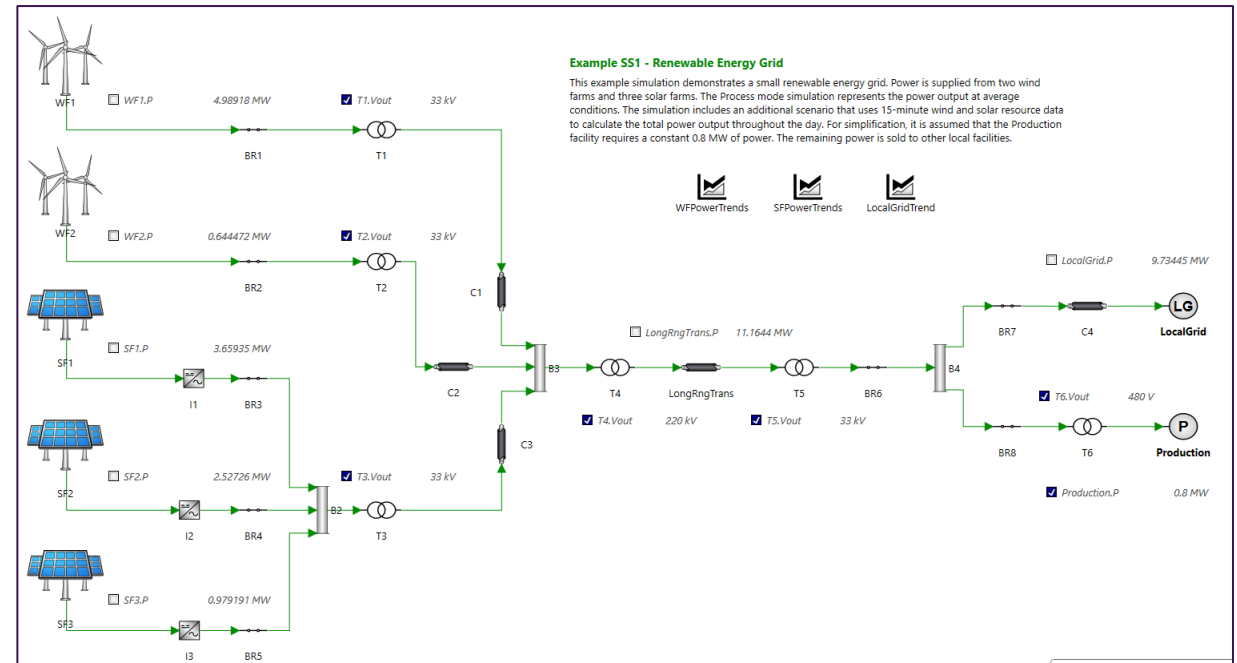 Example SS1 - Renewable Energy Grid
This example simulation demonstrates a small renewable energy grid. Power is supplied from two wind
farms and three solar farms. The Process mode simulation represents the power output at average
conditions. The simulation includes an additional scenario that uses 15-minute wind and solar resource data
to calculate the total power output throughout the day. For simplification, it is assumed that the Production
facility requires a constant 0.8 MW of power. The remaining power is sold to other local facilities.
WFPowerTrends SFPowerTrends LocalGridTrend
WF1 WF1.P 4.98918 MW T1.Vout 33 kV
BR1 T1
WF2 WF2.P 0.644472 MW T2.Vout 33 kV
BR2 T2
C1
SF1 SF1.P 3.65935 MW
I1 BR3
C2
B3
LongRngTrans.P 11.1644 MW
T4 LongRngTrans T5 BR6
T4.Vout 220 kV T5.Vout 33 kV
B4
LocalGrid.P 9.73445 MW
LG
BR7 C4 LocalGrid
T6.Vout 480 V
P
BR8 T6 Production
Production.P 0.8 MW
C3
SF2 SF2.P 2.52726 MW T3.Vout 33 kV
B2
I2 BR4 T3
SF3 SF3.P 0.979191 MW
I3 BR5